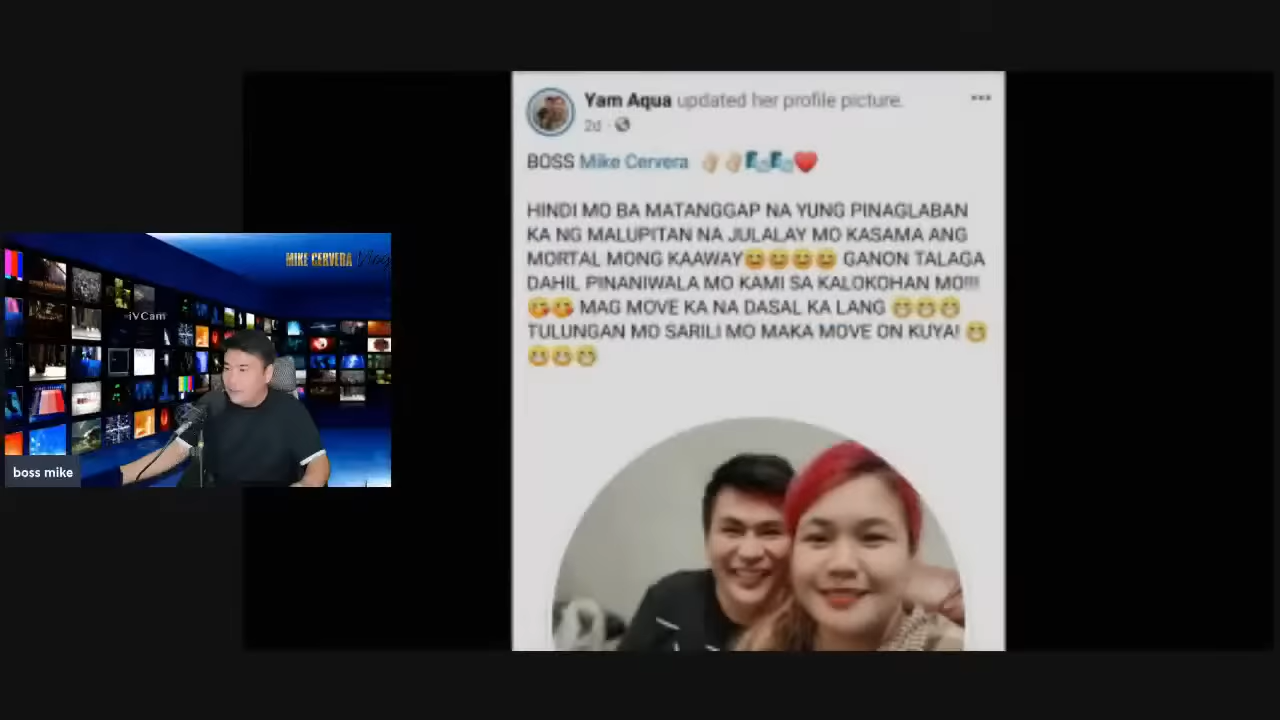 Yam Aqua updated her profile picture.
2d
BOSS Mike Cervera
HINDI MO BA MATANGGAP NA YUNG PINAGLABAN
KA NG MALUPITAN NA JULALAY MO KASAMA ANG
MORTAL MONG KAAWAY😆😆😆😆 GANON TALAGA
DAHIL PINANIWALA MO KAMI SA KALOKOHAN MO!!!
😘😘 MAG MOVE KA NA DASAL KA LANG 😁😁😁
TULUNGAN MO SARILI MO MAKA MOVE ON KUYA! 😁
😁😁😁
MIKE CERVERA Vlog
iVCam
boss mike